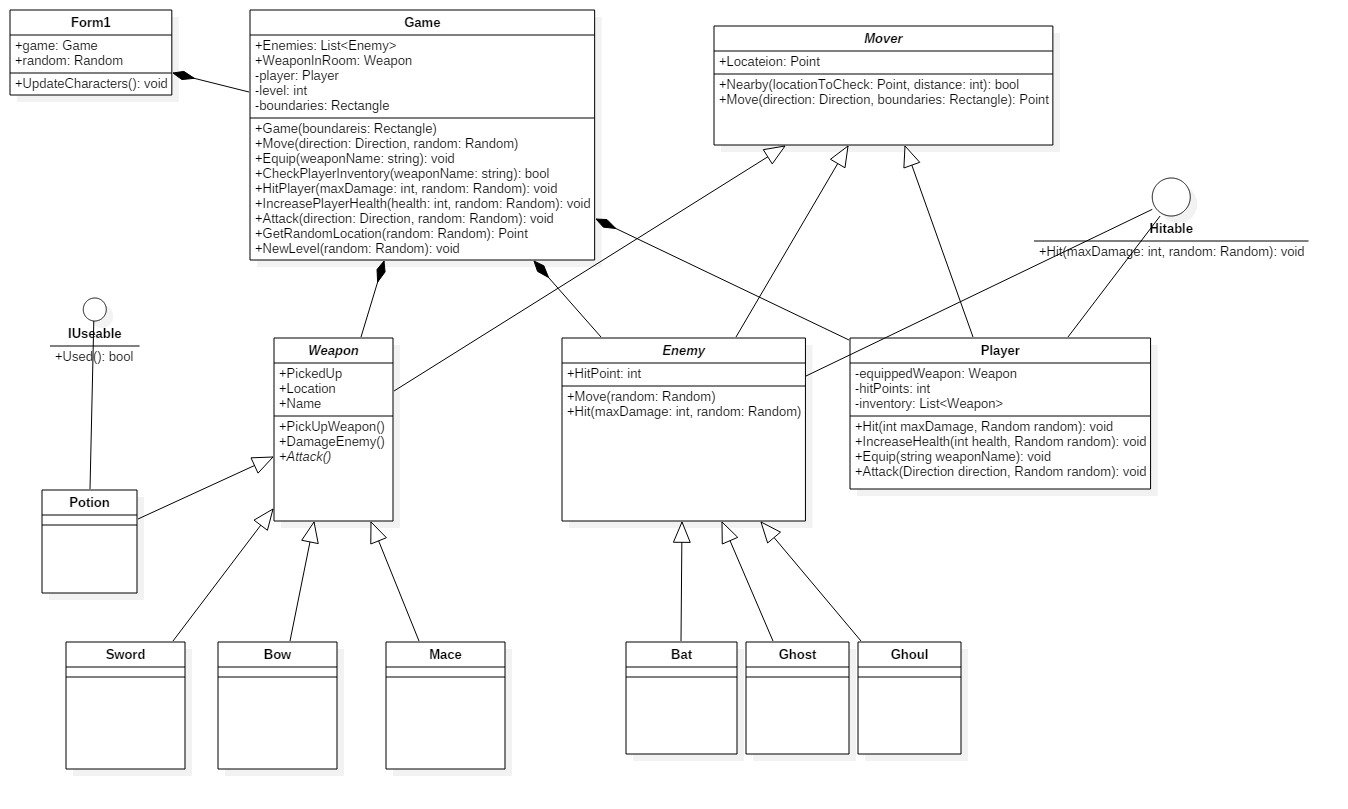 Form1
+game: Game
+random: Random
+UpdateCharacters(): void
Game
+Enemies: List<Enemy>
+WeaponInRoom: Weapon
-player: Player
-level: int
-boundaries: Rectangle
+Game(boundareis: Rectangle)
+Move(direction: Direction, random: Random)
+Equip(weaponName: string): void
+CheckPlayerInventory(weaponName: string): bool
+HitPlayer(maxDamage: int, random: Random): void
+IncreasePlayerHealth(health: int, random: Random): void
+Attack(direction: Direction, random: Random): void
+GetRandomLocation(random: Random): Point
+NewLevel(random: Random): void
Mover
+Locateion: Point
+Nearby(locationToCheck: Point, distance: int): bool
+Move(direction: Direction, boundaries: Rectangle): Point
Hitable
+Hit(maxDamage: int, random: Random): void
IUseable
+Used(): bool
Weapon
+PickedUp
+Location
+Name
+PickUpWeapon()
+DamageEnemy()
+Attack()
Enemy
+HitPoint: int
+Move(random: Random)
+Hit(maxDamage: int, random: Random)
Player
-equippedWeapon: Weapon
-hitPoints: int
-inventory: List<Weapon>
+Hit(int maxDamage, Random random): void
+IncreaseHealth(int health, Random random): void
+Equip(string weaponName): void
+Attack(Direction direction, Random random): void
Potion
Sword
Bow
Mace
Bat
Ghost
Ghoul